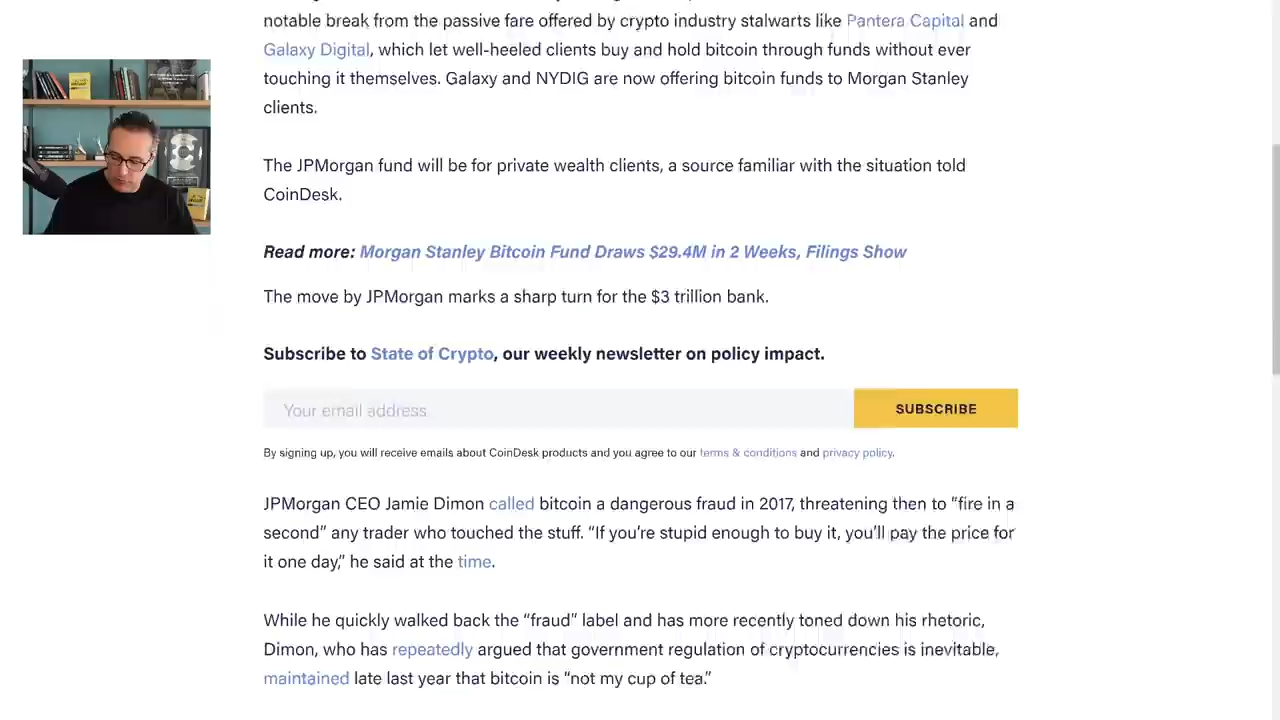 notable break from the passive fare offered by crypto industry stalwarts like Pantera Capital and
Galaxy Digital, which let well-heeled clients buy and hold bitcoin through funds without ever
touching it themselves. Galaxy and NYDIG are now offering bitcoin funds to Morgan Stanley
clients.
The JPMorgan fund will be for private wealth clients, a source familiar with the situation told
CoinDesk.
Read more: Morgan Stanley Bitcoin Fund Draws $29.4M in 2 Weeks, Filings Show
The move by JPMorgan marks a sharp turn for the $3 trillion bank.
Subscribe to State of Crypto, our weekly newsletter on policy impact.
Your email address
SUBSCRIBE
By signing up, you will receive emails about CoinDesk products and you agree to our terms & conditions and privacy policy.
JPMorgan CEO Jamie Dimon called bitcoin a dangerous fraud in 2017, threatening then to “fire in a
second” any trader who touched the stuff. “If you’re stupid enough to buy it, you’ll pay the price for
it one day,” he said at the time.
While he quickly walked back the “fraud” label and has more recently toned down his rhetoric,
Dimon, who has repeatedly argued that government regulation of cryptocurrencies is inevitable,
maintained late last year that bitcoin is “not my cup of tea.”